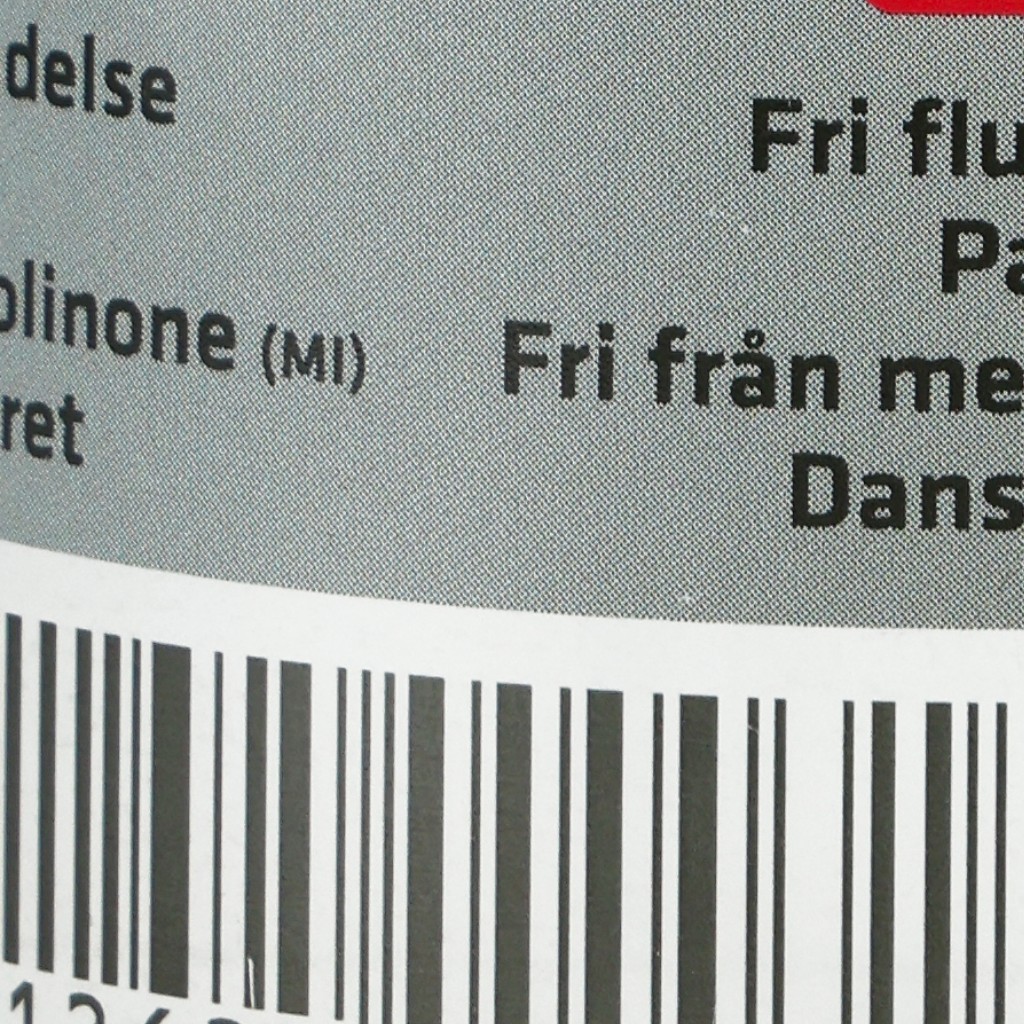 delse
Fri flu
Pa
olinone (MI)
Fri från me
ret
Dans